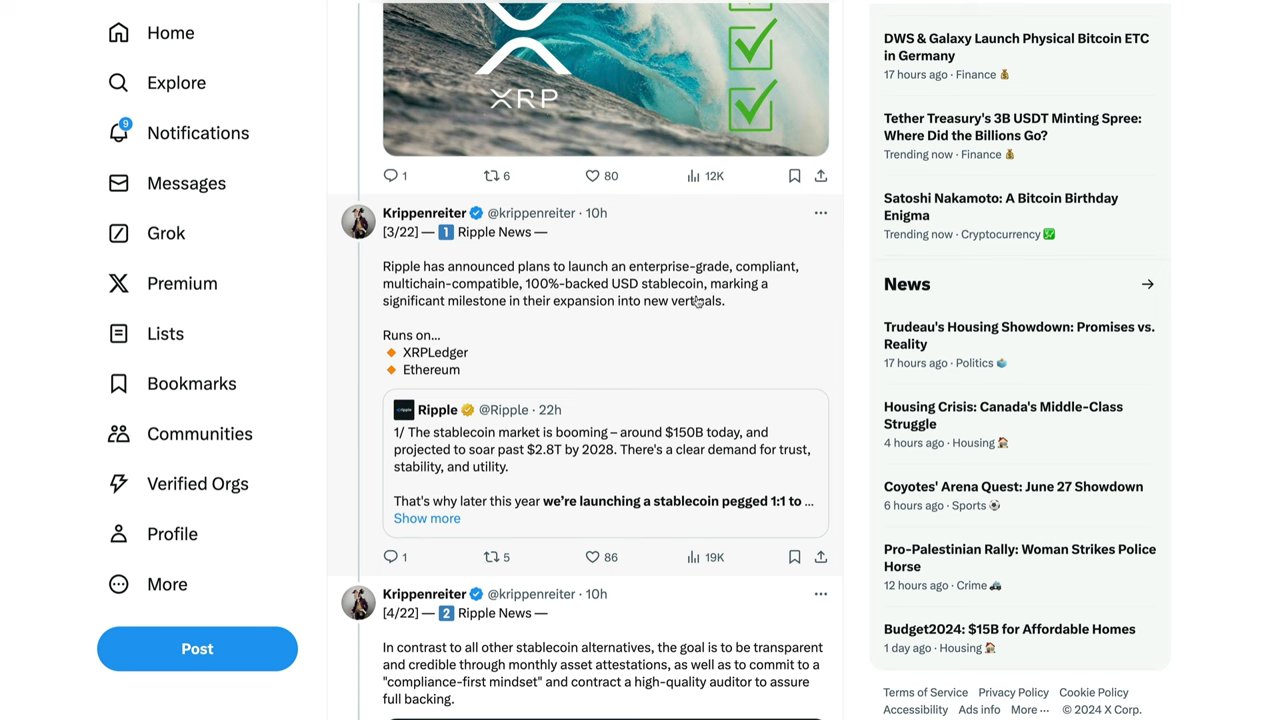 Home
Explore
9
Notifications
Messages
Grok
Premium
Lists
Bookmarks
Communities
Verified Orgs
Profile
More
Post
XRP
1
6
80
12K
Krippenreiter @krippenreiter · 10h
[3/22] — 1 Ripple News —
Ripple has announced plans to launch an enterprise-grade, compliant,
multichain-compatible, 100%-backed USD stablecoin, marking a
significant milestone in their expansion into new verticals.
Runs on...
XRPLedger
Ethereum
Ripple @Ripple · 22h
1/ The stablecoin market is booming – around $150B today, and
projected to soar past $2.8T by 2028. There's a clear demand for trust,
stability, and utility.
That's why later this year we're launching a stablecoin pegged 1:1 to ...
Show more
1
5
86
19K
Krippenreiter @krippenreiter · 10h
[4/22] — 2 Ripple News —
In contrast to all other stablecoin alternatives, the goal is to be transparent
and credible through monthly asset attestations, as well as to commit to a
"compliance-first mindset" and contract a high-quality auditor to assure
full backing.
DWS & Galaxy Launch Physical Bitcoin ETC
in Germany
17 hours ago · Finance
Tether Treasury's 3B USDT Minting Spree:
Where Did the Billions Go?
Trending now · Finance
Satoshi Nakamoto: A Bitcoin Birthday
Enigma
Trending now · Cryptocurrency
News
Trudeau's Housing Showdown: Promises vs.
Reality
17 hours ago · Politics
Housing Crisis: Canada's Middle-Class
Struggle
4 hours ago · Housing
Coyotes' Arena Quest: June 27 Showdown
6 hours ago · Sports
Pro-Palestinian Rally: Woman Strikes Police
Horse
12 hours ago · Crime
Budget2024: $15B for Affordable Homes
1 day ago · Housing
Terms of Service Privacy Policy Cookie Policy
Accessibility Ads info More ··· © 2024 X Corp.